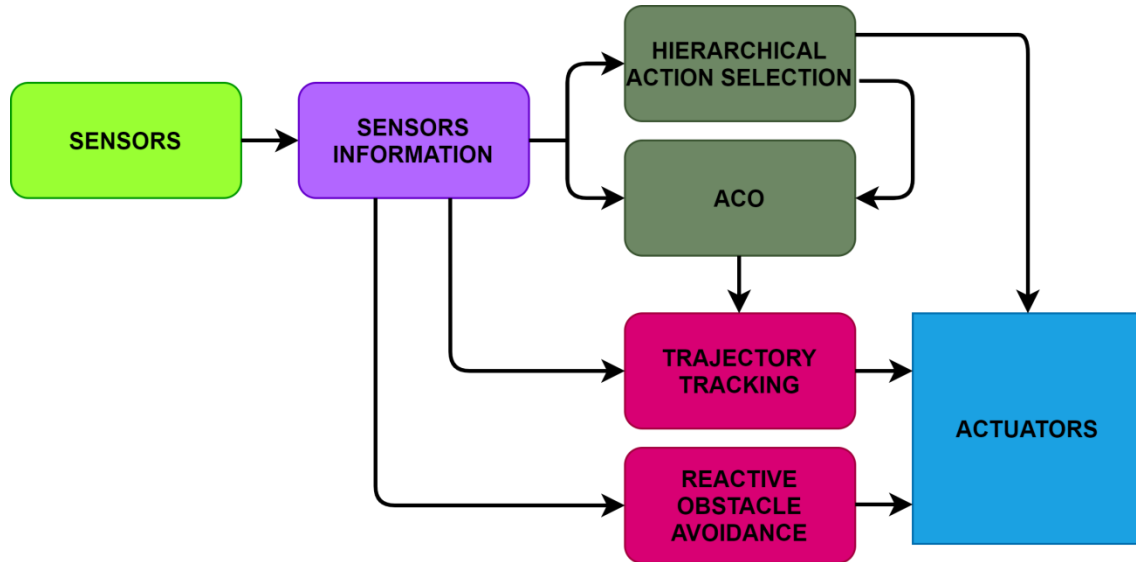 SENSORS
SENSORS
INFORMATION
HIERARCHICAL
ACTION SELECTION
ACO
TRAJECTORY
TRACKING
REACTIVE
OBSTACLE
AVOIDANCE
ACTUATORS